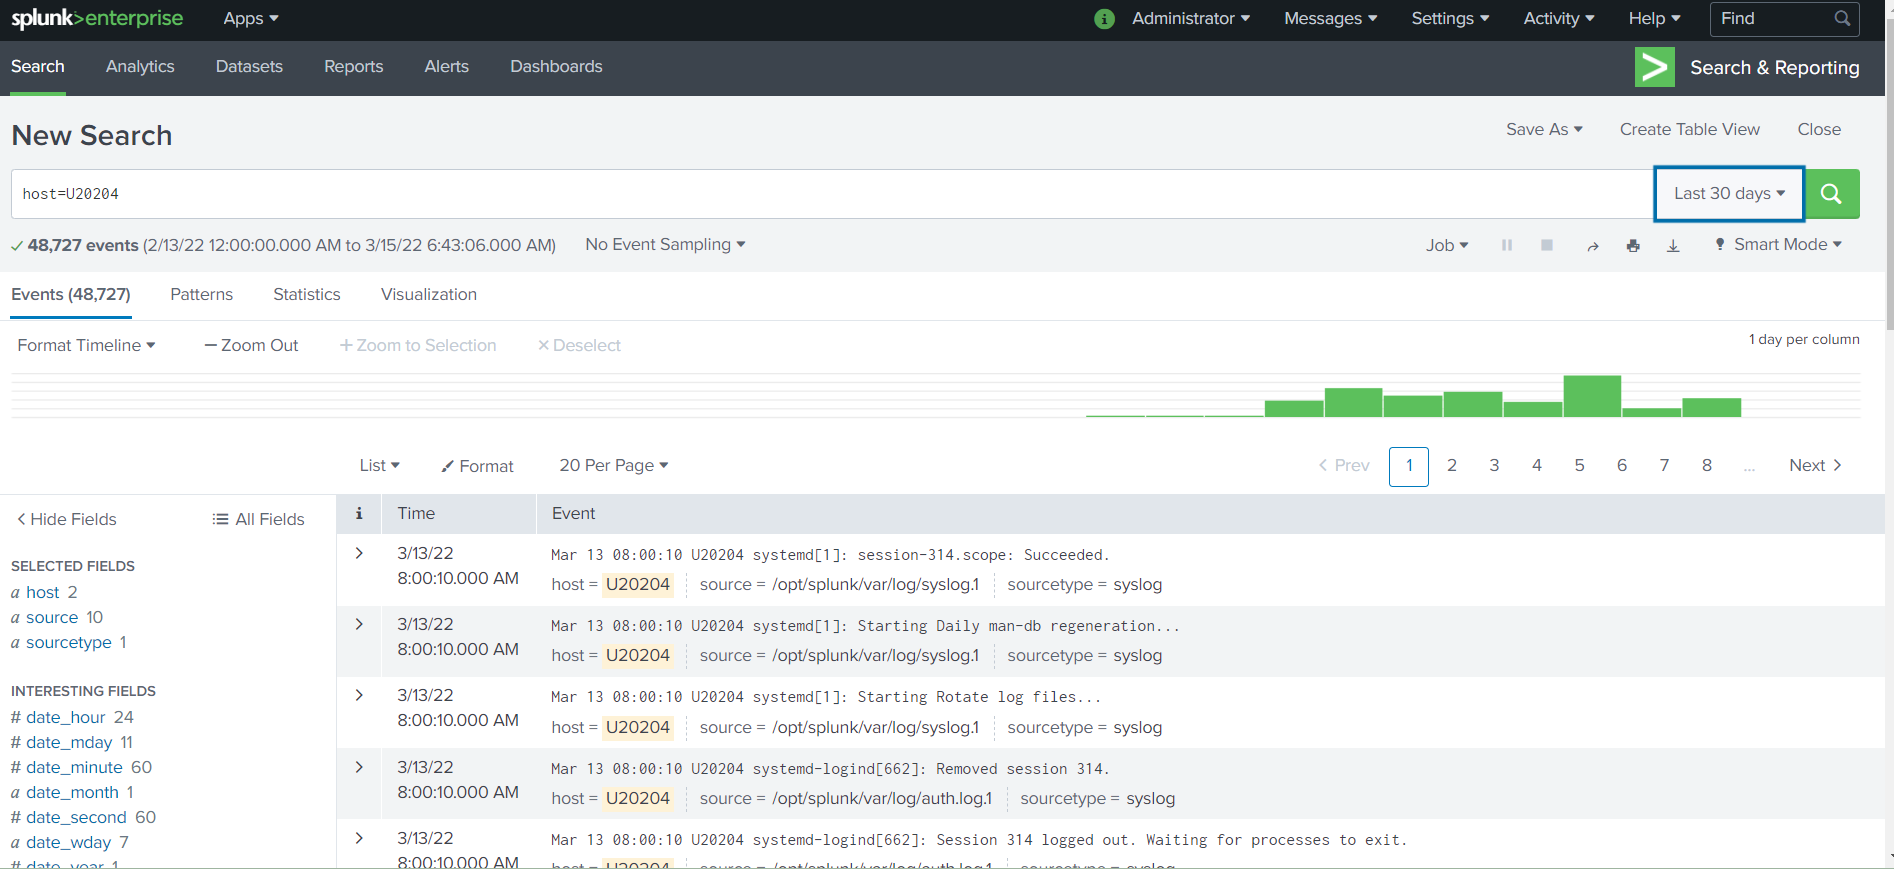 splunk>enterprise Apps Administrator Messages Settings Activity Help Find
Search Analytics Datasets Reports Alerts Dashboards Search & Reporting
New Search Save As Create Table View Close
host=U20204 Last 30 days
48,727 events (2/13/22 12:00:00.000 AM to 3/15/22 6:43:06.000 AM) No Event Sampling Job Smart Mode
Events (48,727) Patterns Statistics Visualization
Format Timeline — Zoom Out + Zoom to Selection × Deselect 1 day per column
List Format 20 Per Page < Prev 1 2 3 4 5 6 7 8 ... Next >
< Hide Fields All Fields
SELECTED FIELDS
a host 2
a source 10
a sourcetype 1
INTERESTING FIELDS
# date_hour 24
# date_mday 11
# date_minute 60
a date_month 1
# date_second 60
a date_wday 7
# date_year 1
i Time Event
> 3/13/22 Mar 13 08:00:10 U20204 systemd[1]: session-314.scope: Succeeded.
8:00:10.000 AM host = U20204 source = /opt/splunk/var/log/syslog.1 sourcetype = syslog
> 3/13/22 Mar 13 08:00:10 U20204 systemd[1]: Starting Daily man-db regeneration...
8:00:10.000 AM host = U20204 source = /opt/splunk/var/log/syslog.1 sourcetype = syslog
> 3/13/22 Mar 13 08:00:10 U20204 systemd[1]: Starting Rotate log files...
8:00:10.000 AM host = U20204 source = /opt/splunk/var/log/syslog.1 sourcetype = syslog
> 3/13/22 Mar 13 08:00:10 U20204 systemd-logind[662]: Removed session 314.
8:00:10.000 AM host = U20204 source = /opt/splunk/var/log/auth.log.1 sourcetype = syslog
> 3/13/22 Mar 13 08:00:10 U20204 systemd-logind[662]: Session 314 logged out. Waiting for processes to exit.
8:00:10.000 AM host = U20204 source = /opt/splunk/var/log/auth.log.1 sourcetype = syslog